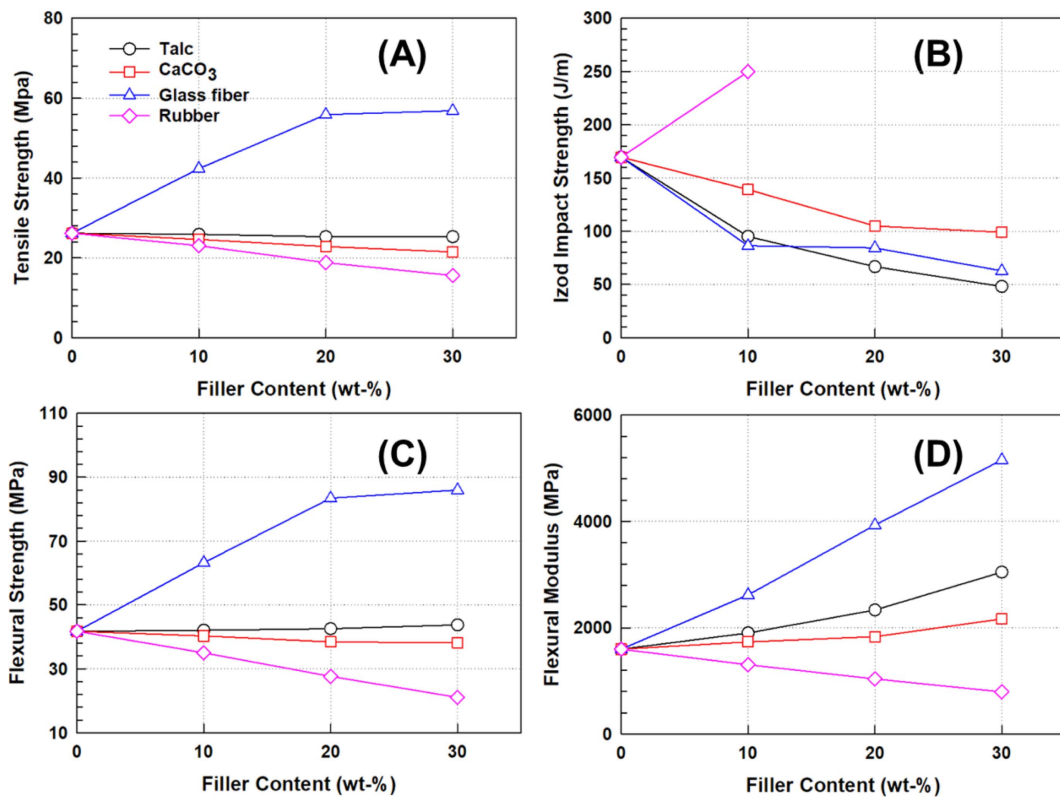 (A)
Tensile Strength (Mpa)
80
60
40
20
0
Talc
CaCO3
Glass fiber
Rubber
0 10 20 30
Filler Content (wt-%)
(B)
Izod Impact Strength (J/m)
300
250
200
150
100
50
0
0 10 20 30
Filler Content (wt-%)
(C)
Flexural Strength (MPa)
110
90
70
50
30
10
0 10 20 30
Filler Content (wt-%)
(D)
Flexural Modulus (MPa)
6000
4000
2000
0
0 10 20 30
Filler Content (wt-%)